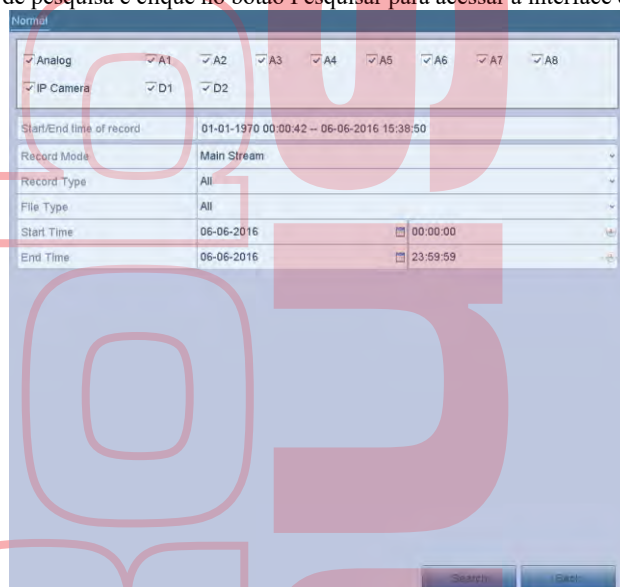 de pesquisa e clique no botão Pesquisar para acessar a interface
Normal
Analog A1 A2 A3 A4 A5 A6 A7 A8
IP Camera D1 D2
Start/End time of record 01-01-1970 00:00:42 -- 06-06-2016 15:38:50
Record Mode Main Stream
Record Type All
File Type All
Start Time 06-06-2016 00:00:00
End Time 06-06-2016 23:59:59
Search Back